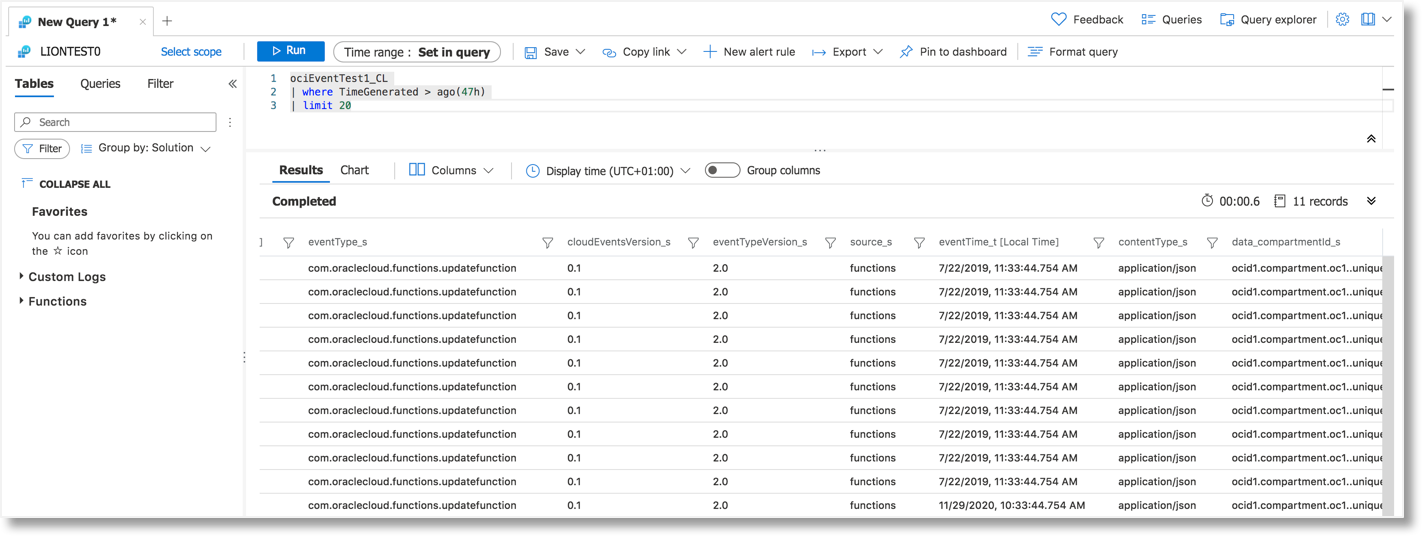 New Query 1* × +
Feedback Queries Query explorer
LIONTEST0 Select scope Run Time range : Set in query Save Copy link New alert rule Export Pin to dashboard Format query
Tables Queries Filter «
1 ociEventTest1_CL
2 | where TimeGenerated > ago(47h)
3 | limit 20
Search
Filter Group by: Solution
COLLAPSE ALL
Favorites
You can add favorites by clicking on
the ☆ icon
Custom Logs
Functions
Results Chart Columns Display time (UTC+01:00) Group columns
Completed 00:00.6 11 records
] eventType_s cloudEventsVersion_s eventTypeVersion_s source_s eventTime_t [Local Time] contentType_s data_compartmentId_s
com.oraclecloud.functions.updatefunction 0.1 2.0 functions 7/22/2019, 11:33:44.754 AM application/json ocid1.compartment.oc1..unique
com.oraclecloud.functions.updatefunction 0.1 2.0 functions 7/22/2019, 11:33:44.754 AM application/json ocid1.compartment.oc1..unique
com.oraclecloud.functions.updatefunction 0.1 2.0 functions 7/22/2019, 11:33:44.754 AM application/json ocid1.compartment.oc1..unique
com.oraclecloud.functions.updatefunction 0.1 2.0 functions 7/22/2019, 11:33:44.754 AM application/json ocid1.compartment.oc1..unique
com.oraclecloud.functions.updatefunction 0.1 2.0 functions 7/22/2019, 11:33:44.754 AM application/json ocid1.compartment.oc1..unique
com.oraclecloud.functions.updatefunction 0.1 2.0 functions 7/22/2019, 11:33:44.754 AM application/json ocid1.compartment.oc1..unique
com.oraclecloud.functions.updatefunction 0.1 2.0 functions 7/22/2019, 11:33:44.754 AM application/json ocid1.compartment.oc1..unique
com.oraclecloud.functions.updatefunction 0.1 2.0 functions 7/22/2019, 11:33:44.754 AM application/json ocid1.compartment.oc1..unique
com.oraclecloud.functions.updatefunction 0.1 2.0 functions 7/22/2019, 11:33:44.754 AM application/json ocid1.compartment.oc1..unique
com.oraclecloud.functions.updatefunction 0.1 2.0 functions 7/22/2019, 11:33:44.754 AM application/json ocid1.compartment.oc1..unique
com.oraclecloud.functions.updatefunction 0.1 2.0 functions 11/29/2020, 10:33:44.754 AM application/json ocid1.compartment.oc1..unique